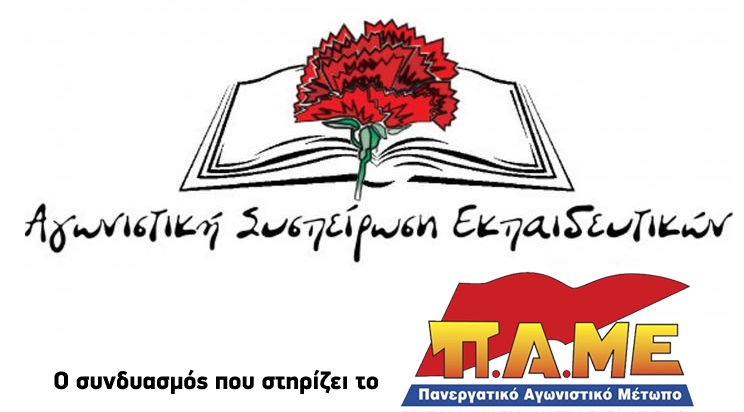 Αγωνιστική Συσπείρωση Εκπαιδευτικών
Π.Α.ΜΕ
Ο συνδυασμός που στηρίζει το
Πανεργατικό Αγωνιστικό Μέτωπο